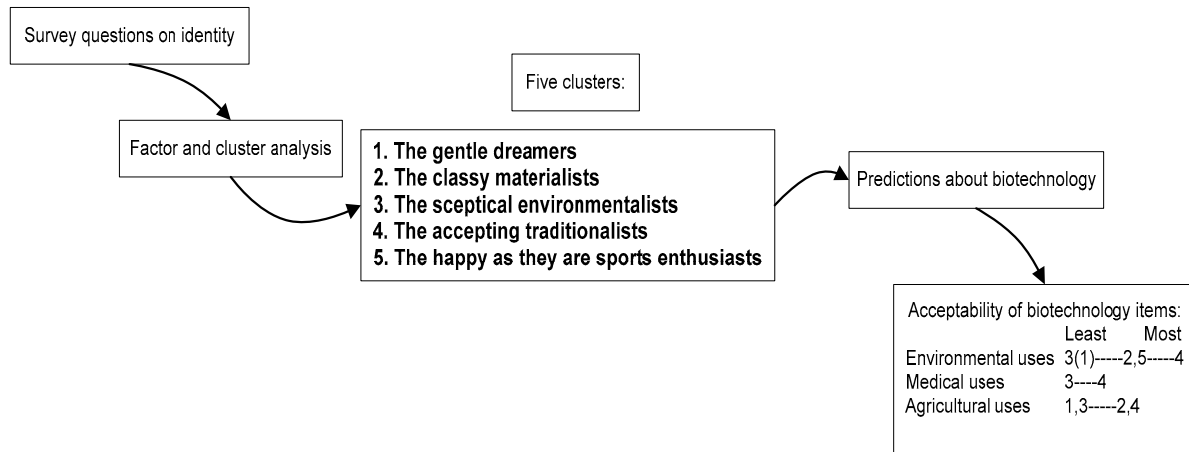 Survey questions on identity
Five clusters:
Factor and cluster analysis
1. The gentle dreamers
2. The classy materialists
3. The sceptical environmentalists
4. The accepting traditionalists
5. The happy as they are sports enthusiasts
Predictions about biotechnology
Acceptability of biotechnology items:
Least Most
Environmental uses 3(1)-----2,5-----4
Medical uses 3----4
Agricultural uses 1,3-----2,4